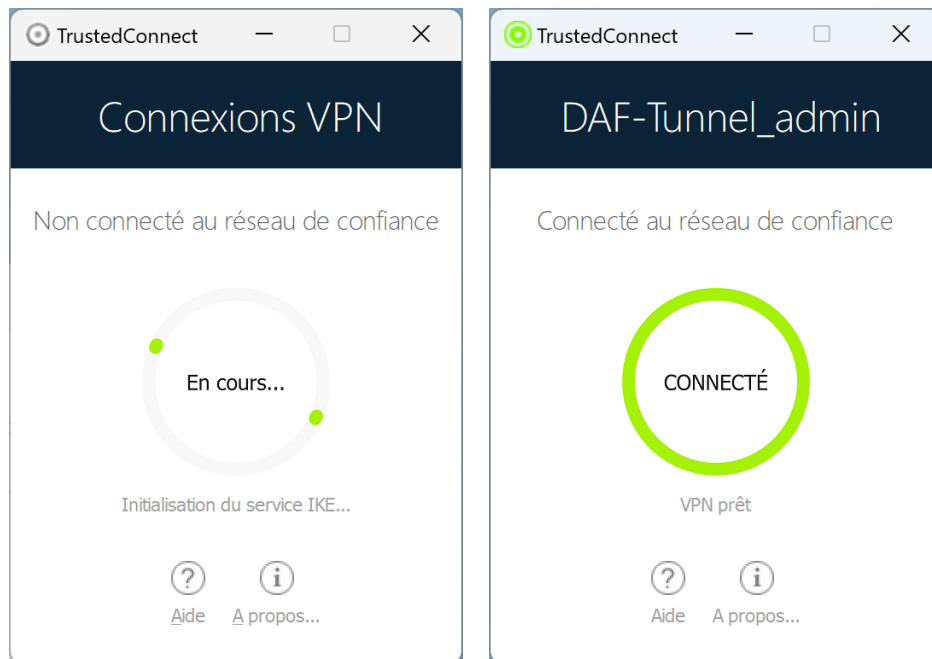 TrustedConnect
Connexions VPN
Non connecté au réseau de confiance
En cours...
Initialisation du service IKE...
?
i
Aide
A propos...
TrustedConnect
DAF-Tunnel_admin
Connecté au réseau de confiance
CONNECTÉ
VPN prêt
?
i
Aide
A propos...